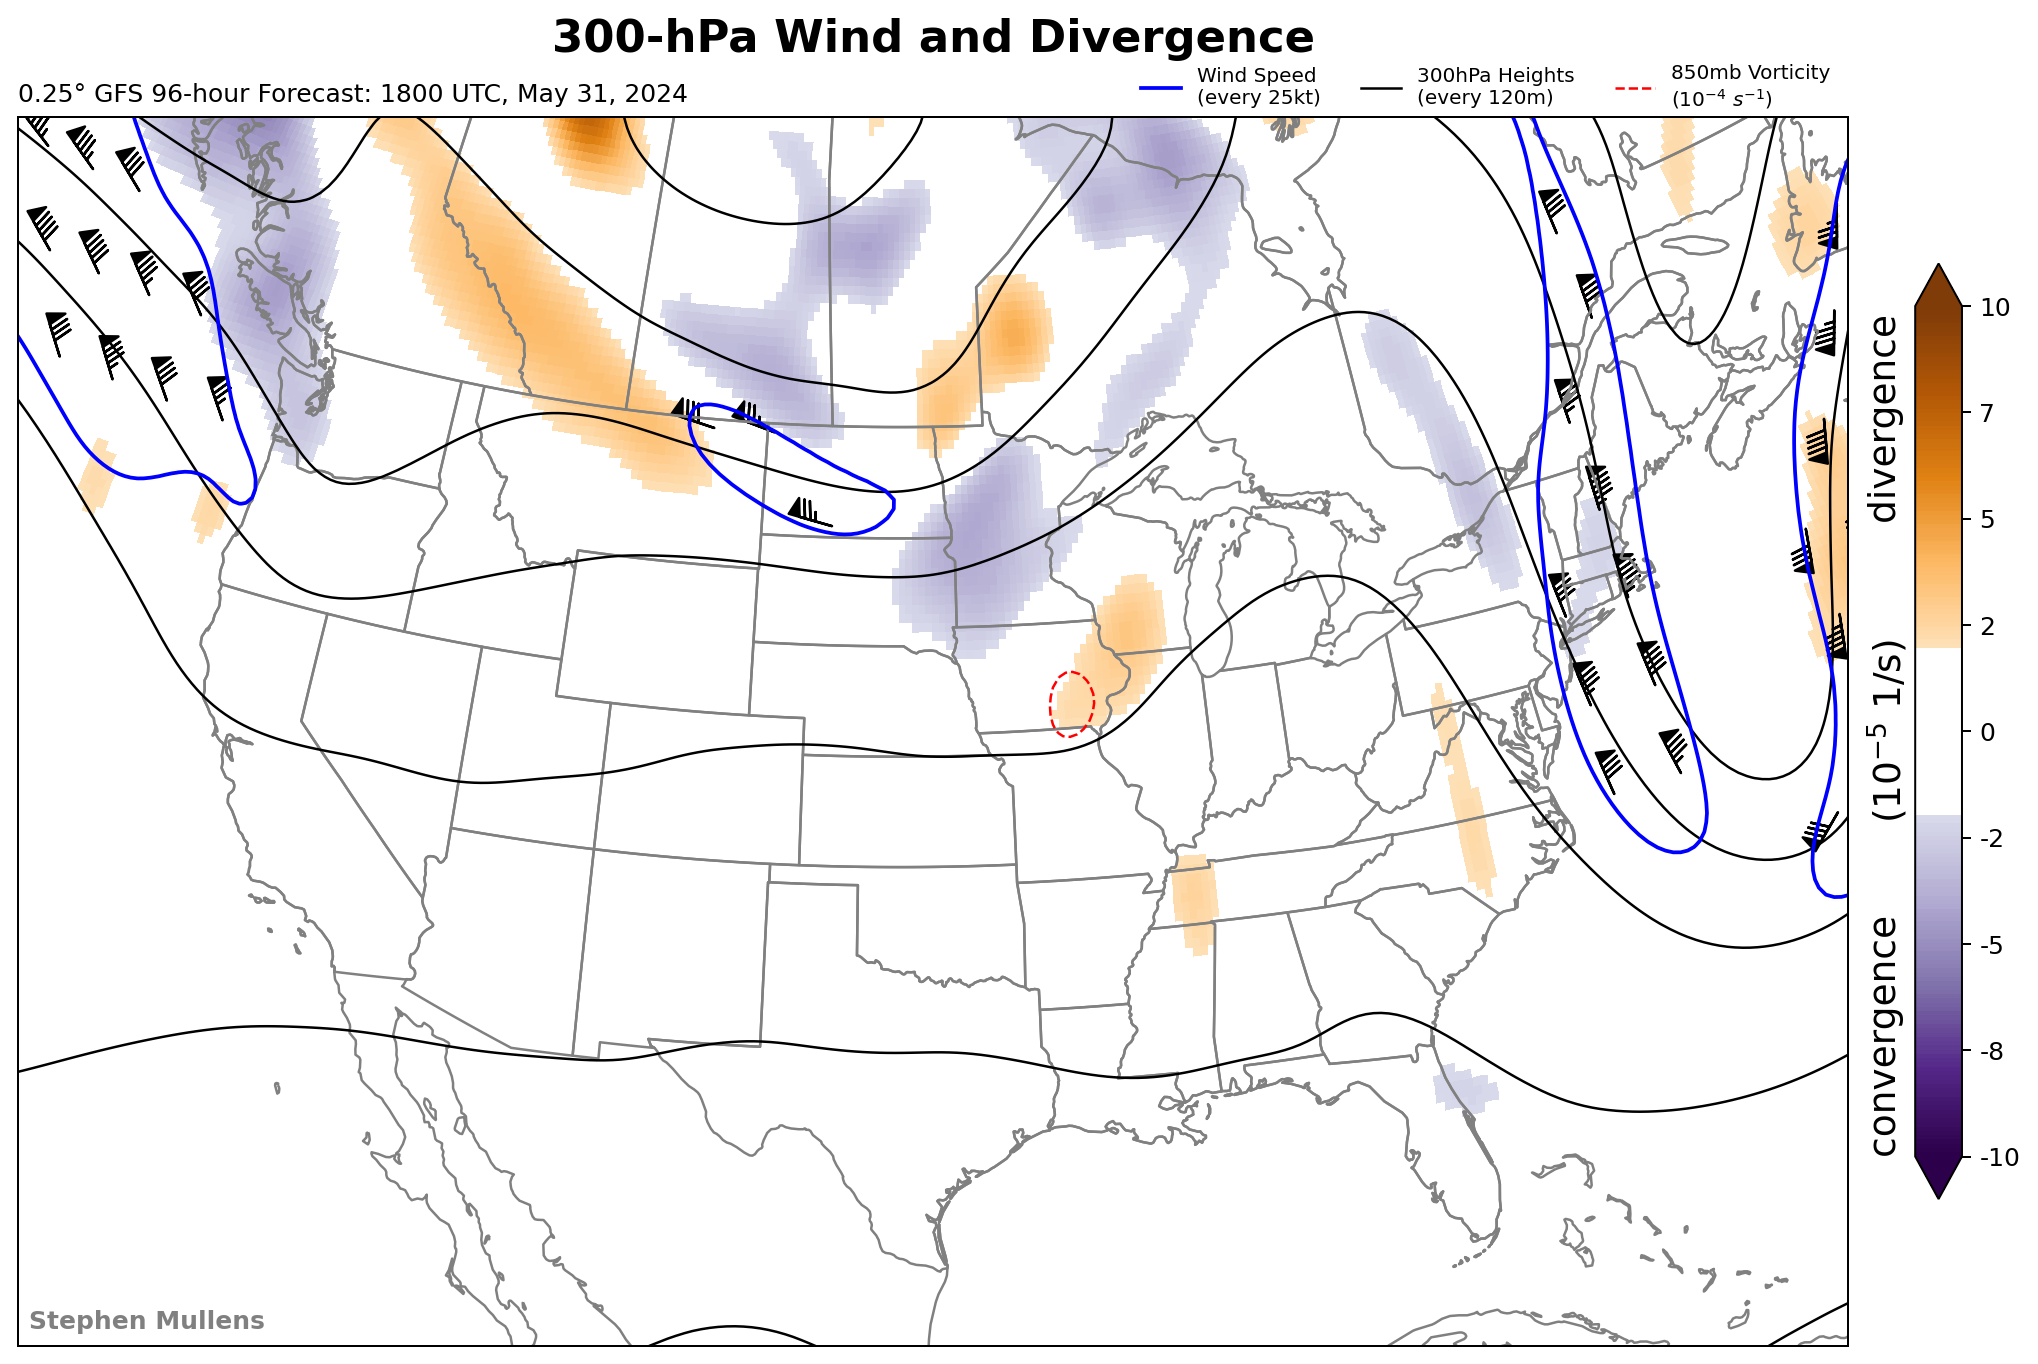 300-hPa Wind and Divergence
0.25° GFS 96-hour Forecast: 1800 UTC, May 31, 2024
Wind Speed
(every 25kt)
300hPa Heights
(every 120m)
850mb Vorticity
(10⁻⁴ s⁻¹)
10
7
5
2
0
-2
-5
-8
-10
convergence (10⁻⁵ 1/s) divergence
Stephen Mullens